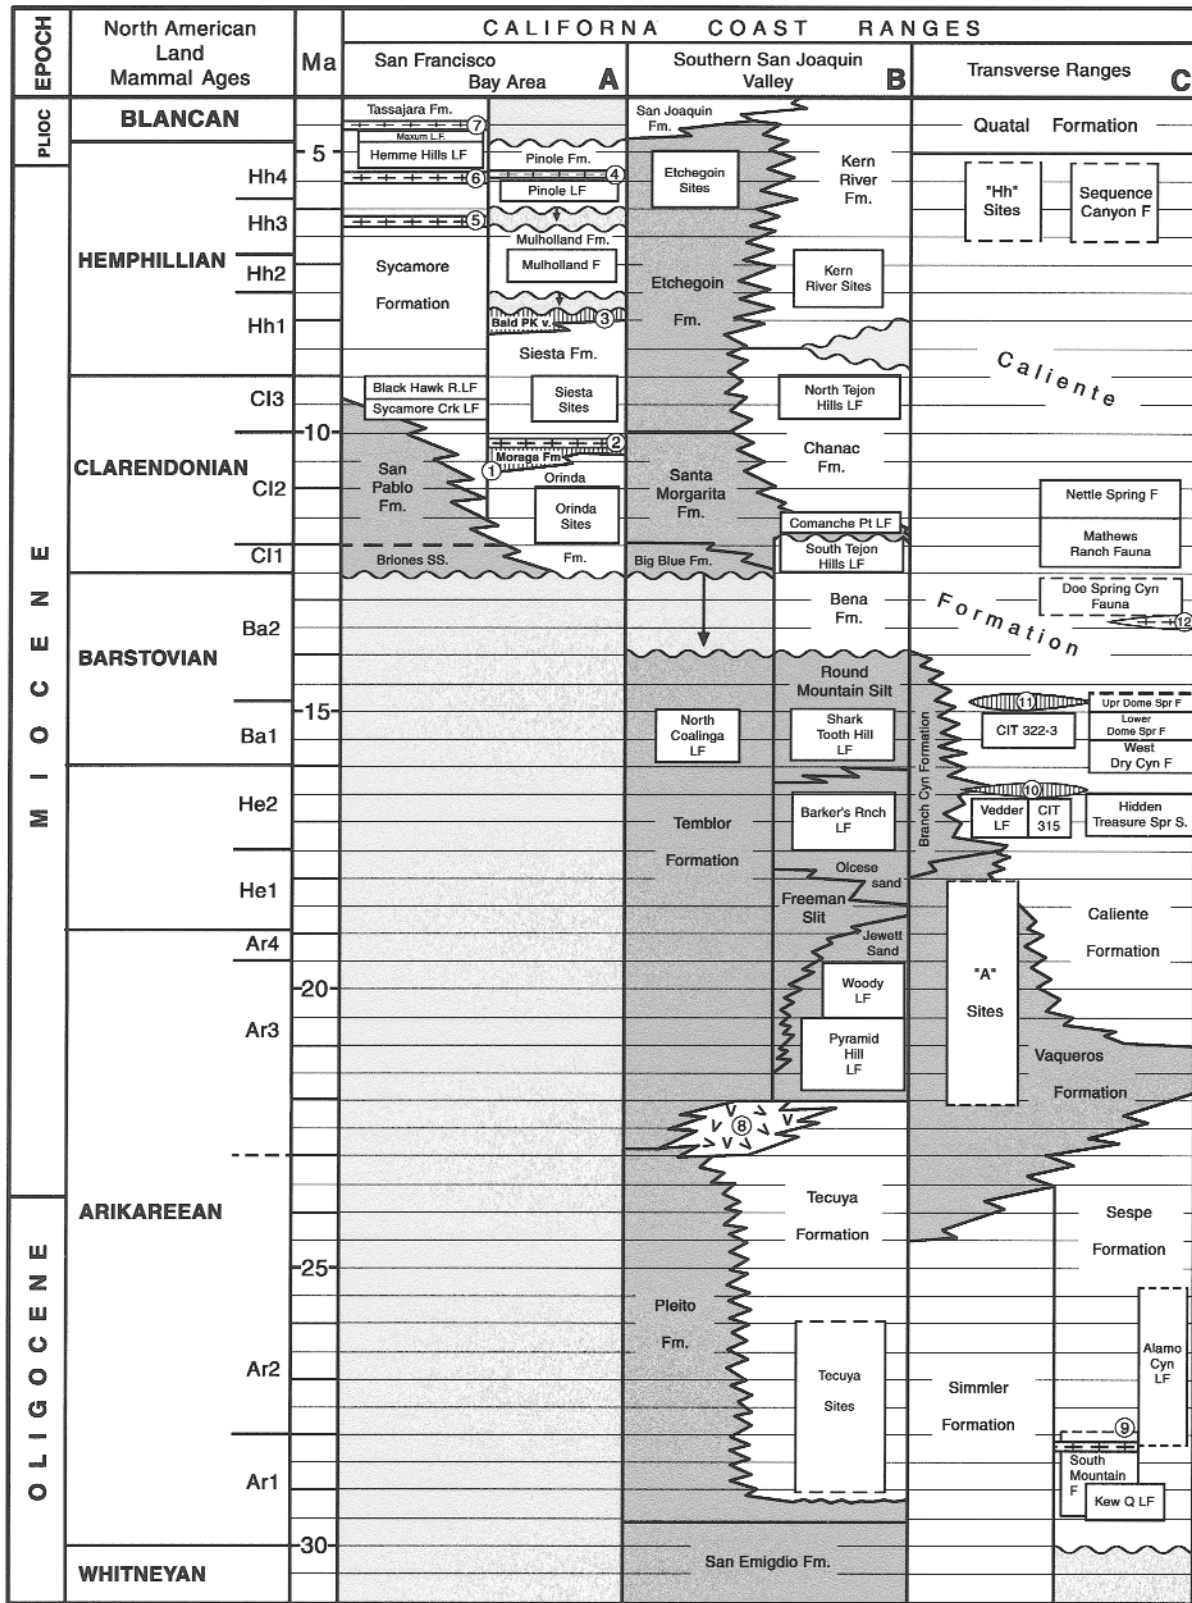 CALIFORNA COAST RANGES
EPOCH
North American
Land
Mammal Ages
Ma
San Francisco
Bay Area
A
Southern San Joaquin
Valley
B
Transverse Ranges
C
PLIOC
MIOCENE
OLIGOCENE
BLANCAN
HEMPHILLIAN
Hh4
Hh3
Hh2
Hh1
CLARENDONIAN
Cl3
Cl2
Cl1
BARSTOVIAN
Ba2
Ba1
He2
He1
ARIKAREEAN
Ar4
Ar3
Ar2
Ar1
WHITNEYAN
5
10
15
20
25
30
Tassajara Fm.
7
Maxum L.F.
Hemme Hills LF
6
5
Sycamore
Formation
Black Hawk R.LF
Sycamore Crk LF
San
Pablo
Fm.
Briones SS.
Pinole Fm.
4
Pinole LF
Mulholland Fm.
Mulholland F
Bald PK v.
3
Siesta Fm.
Siesta
Sites
2
Moraga Fm
1
Orinda
Orinda
Sites
Fm.
San Joaquin
Fm.
Etchegoin
Sites
Etchegoin
Fm.
Santa
Morgarita
Fm.
Big Blue Fm.
North
Coalinga
LF
Temblor
Formation
8
Pleito
Fm.
San Emigdio Fm.
Kern
River
Fm.
Kern
River Sites
North Tejon
Hills LF
Chanac
Fm.
Comanche Pt LF
South Tejon
Hills LF
Bena
Fm.
Round
Mountain Silt
Shark
Tooth Hill
LF
Barker's Rnch
LF
Olcese
sand
Freeman
Slit
Jewett
Sand
Woody
LF
Pyramid
Hill
LF
Tecuya
Formation
Tecuya
Sites
Quatal Formation
"Hh"
Sites
Sequence
Canyon F
Caliente
Nettle Spring F
Mathews
Ranch Fauna
Doe Spring Cyn
Fauna
12
Formation
Branch Cyn Formation
11
Upr Dome Spr F
CIT 322-3
Lower
Dome Spr F
West
Dry Cyn F
10
Vedder
LF
CIT
315
Hidden
Treasure Spr S.
"A"
Sites
Caliente
Formation
Vaqueros
Formation
Sespe
Formation
Alamo
Cyn
LF
Simmler
Formation
9
South
Mountain
F
Kew Q LF